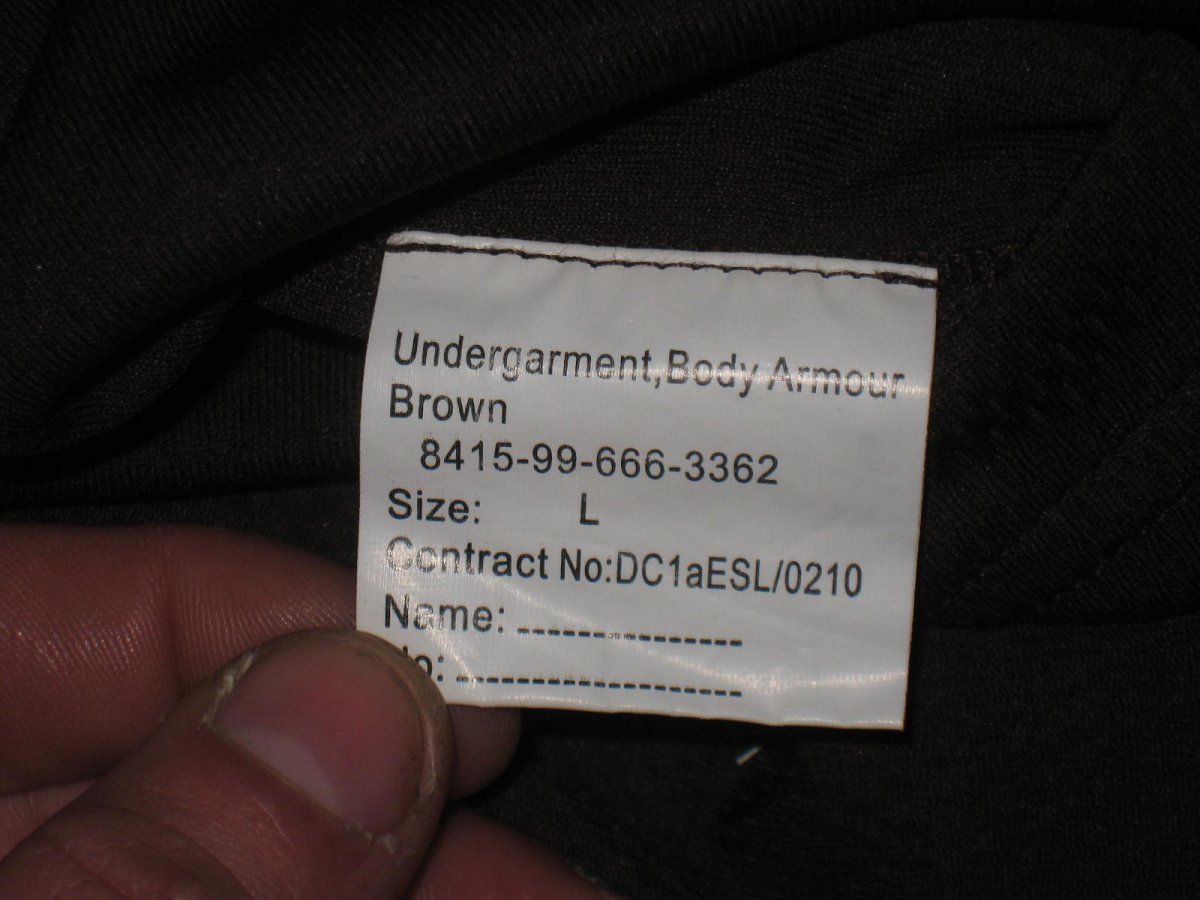 Undergarment,Body Armour
Brown
8415-99-666-3362
Size: L
Contract No:DC1aESL/0210
Name: ---------------
o: -------------------